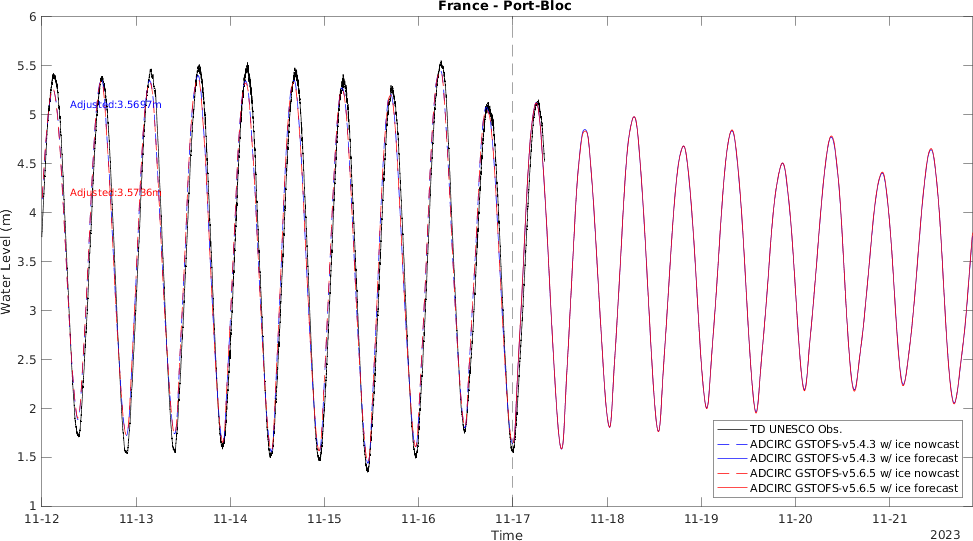 France - Port-Bloc
6
5.5
5
4.5
4
3.5
3
2.5
2
1.5
1
Water Level (m)
Adjusted:3.5697m
Adjusted:3.5736m
TD UNESCO Obs.
ADCIRC GSTOFS-v5.4.3 w/ ice nowcast
ADCIRC GSTOFS-v5.4.3 w/ ice forecast
ADCIRC GSTOFS-v5.6.5 w/ ice nowcast
ADCIRC GSTOFS-v5.6.5 w/ ice forecast
11-12 11-13 11-14 11-15 11-16 11-17 11-18 11-19 11-20 11-21
Time
2023